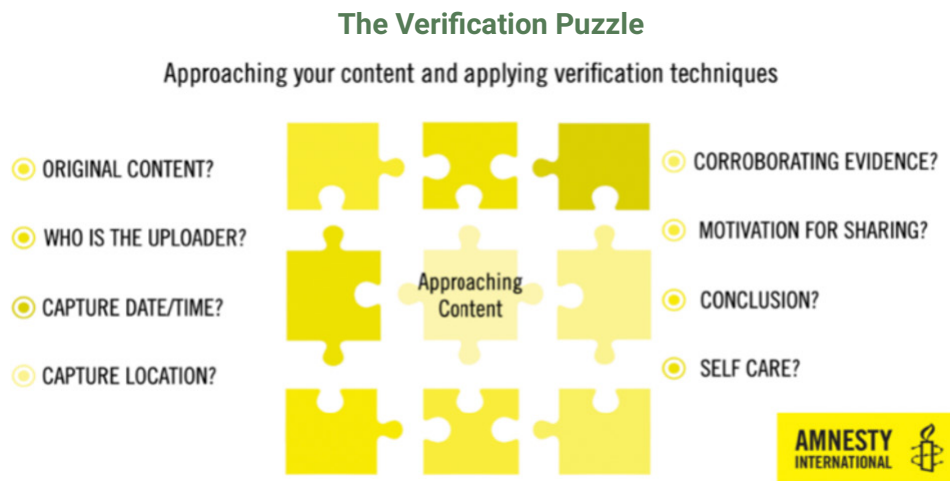 The Verification Puzzle
Approaching your content and applying verification techniques
ORIGINAL CONTENT?
WHO IS THE UPLOADER?
CAPTURE DATE/TIME?
CAPTURE LOCATION?
Approaching
Content
CORROBORATING EVIDENCE?
MOTIVATION FOR SHARING?
CONCLUSION?
SELF CARE?
AMNESTY
INTERNATIONAL